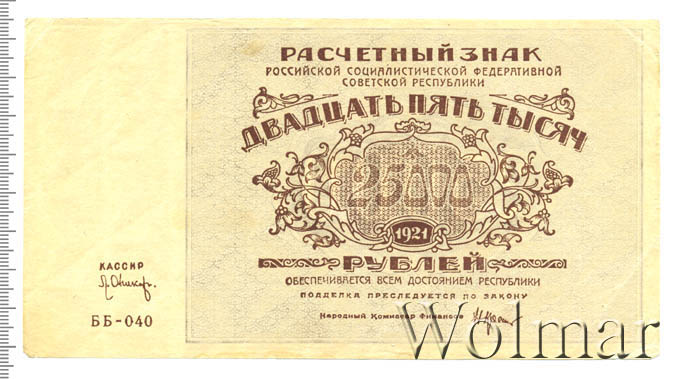 РАСЧЕТНЫЙ ЗНАК
РОССИЙСКОЙ СОЦИАЛИСТИЧЕСКОЙ ФЕДЕРАТИВНОЙ
СОВЕТСКОЙ РЕСПУБЛИКИ
ДВАДЦАТЬ ПЯТЬ ТЫСЯЧ
25000
1921
РУБЛЕЙ
ОБЕСПЕЧИВАЕТСЯ ВСЕМ ДОСТОЯНИЕМ РЕСПУБЛИКИ
ПОДДЕЛКА ПРЕСЛЕДУЕТСЯ ПО ЗАКОНУ
Народный Комиссар Финансов
КАССИР
ББ-040
Wolmar